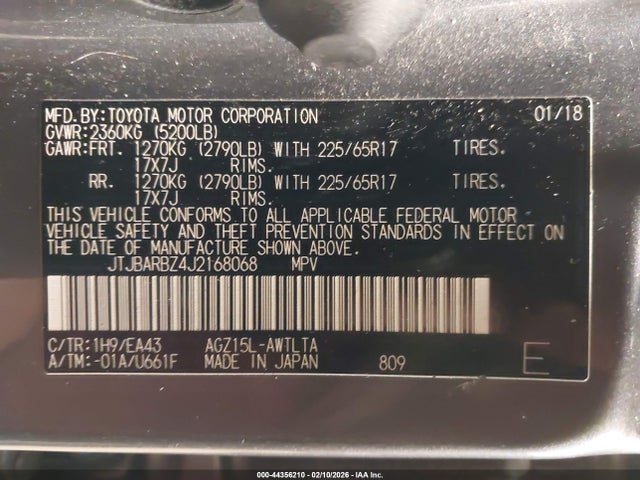 MFD.BY:TOYOTA MOTOR CORPORATION 01/18
GVWR:2360KG (5200LB)
GAWR:FRT. 1270KG (2790LB) WITH 225/65R17 TIRES.
17X7J RIMS.
RR. 1270KG (2790LB) WITH 225/65R17 TIRES.
17X7J RIMS.
THIS VEHICLE CONFORMS TO ALL APPLICABLE FEDERAL MOTOR
VEHICLE SAFETY AND THEFT PREVENTION STANDARDS IN EFFECT ON
THE DATE OF MANUFACTURE SHOWN ABOVE.
JTJBARBZ4J2168068 MPV
C/TR:1H9/EA43 AGZ15L-AWTLTA
A/TM:-01A/U661F MADE IN JAPAN 809 E
000-44356210 - 02/10/2026 - IAA Inc.